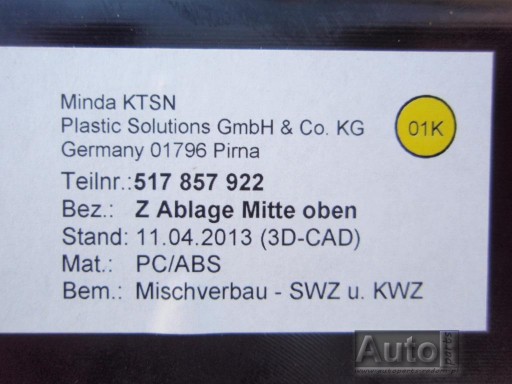 Minda KTSN
Plastic Solutions GmbH & Co. KG
Germany 01796 Pirna
01K
Teilnr.:517 857 922
Bez.: Z Ablage Mitte oben
Stand: 11.04.2013 (3D-CAD)
Mat.: PC/ABS
Bem.: Mischverbau - SWZ u. KWZ
Auto